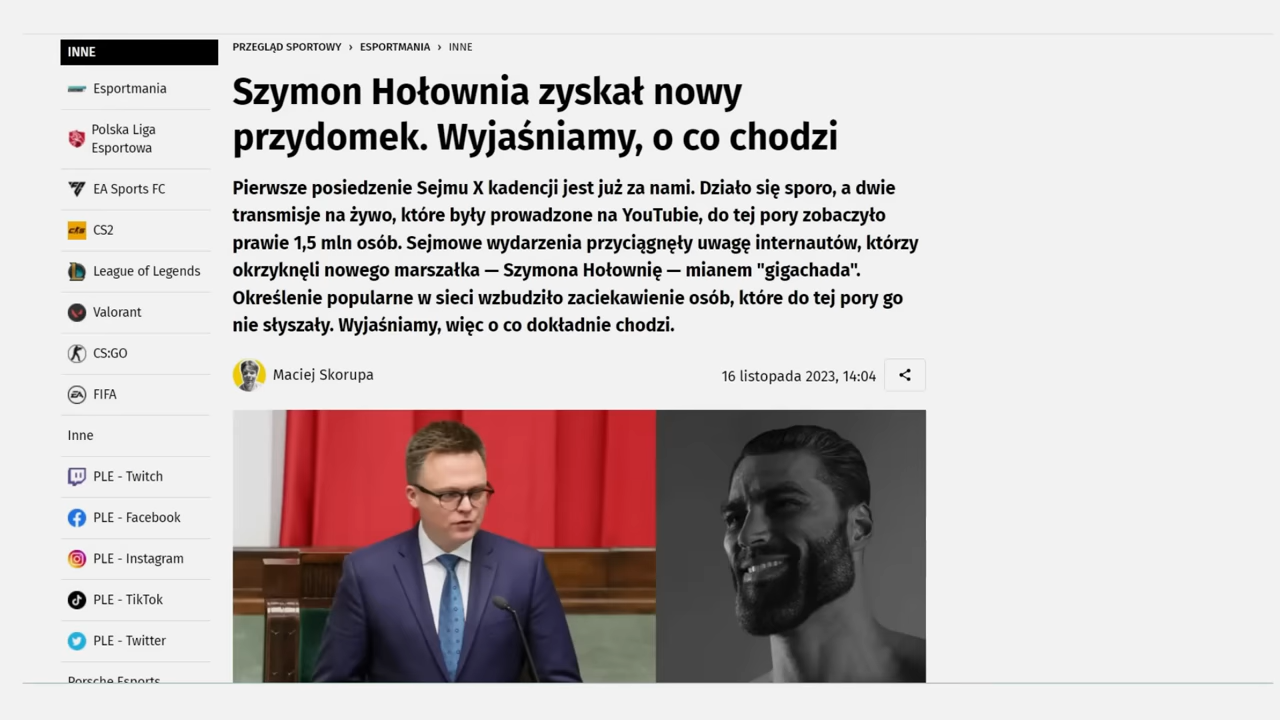 INNE
Esportmania
Polska Liga
Esportowa
EA Sports FC
CS2
League of Legends
Valorant
CS:GO
FIFA
Inne
PLE - Twitch
PLE - Facebook
PLE - Instagram
PLE - TikTok
PLE - Twitter
Porsche Esports
PRZEGLĄD SPORTOWY › ESPORTMANIA › INNE
Szymon Hołownia zyskał nowy
przydomek. Wyjaśniamy, o co chodzi
Pierwsze posiedzenie Sejmu X kadencji jest już za nami. Działo się sporo, a dwie
transmisje na żywo, które były prowadzone na YouTubie, do tej pory zobaczyło
prawie 1,5 mln osób. Sejmowe wydarzenia przyciągnęły uwagę internautów, którzy
okrzyknęli nowego marszałka — Szymona Hołownię — mianem "gigachada".
Określenie popularne w sieci wzbudziło zaciekawienie osób, które do tej pory go
nie słyszały. Wyjaśniamy, więc o co dokładnie chodzi.
Maciej Skorupa
16 listopada 2023, 14:04